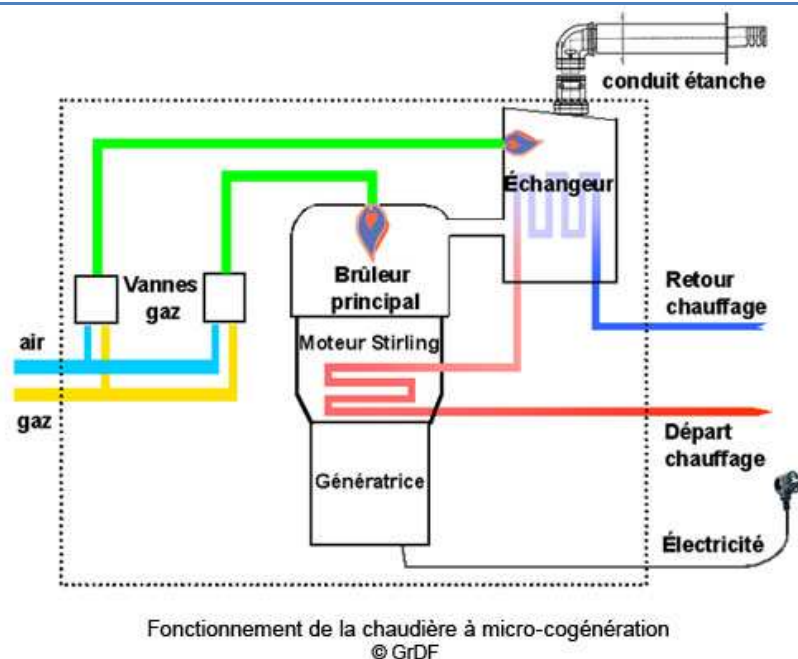 conduit étanche
Échangeur
Brûleur
principal
Vannes
gaz
Retour
chauffage
air
Moteur Stirling
gaz
Départ
chauffage
Génératrice
Électricité
Fonctionnement de la chaudière à micro-cogénération
© GrDF